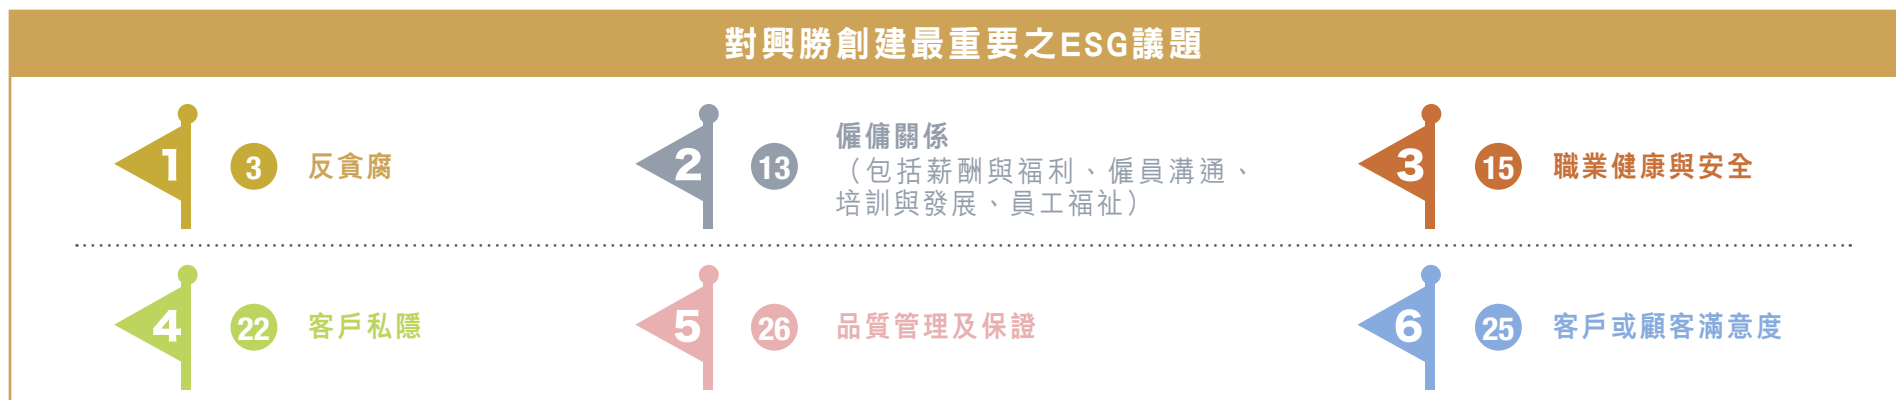 對興勝創建最重要之ESG議題
1 3 反貪腐
2 13 僱傭關係
（包括薪酬與福利、僱員溝通、
培訓與發展、員工福祉）
3 15 職業健康與安全
4 22 客戶私隱
5 26 品質管理及保證
6 25 客戶或顧客滿意度